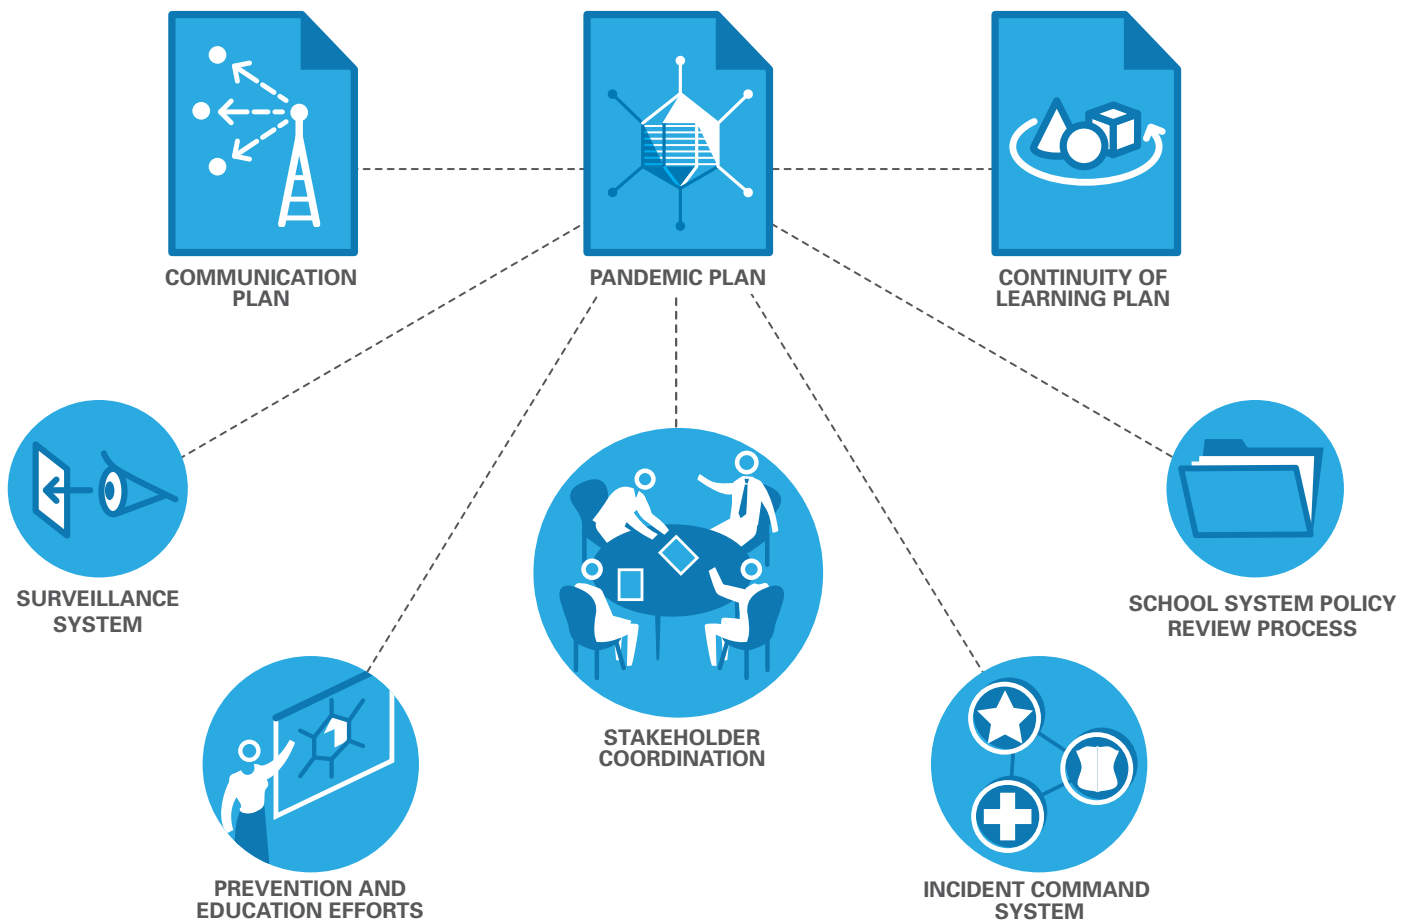 COMMUNICATION
PLAN
PANDEMIC PLAN
CONTINUITY OF
LEARNING PLAN
SURVEILLANCE
SYSTEM
SCHOOL SYSTEM POLICY
REVIEW PROCESS
STAKEHOLDER
COORDINATION
PREVENTION AND
EDUCATION EFFORTS
INCIDENT COMMAND
SYSTEM